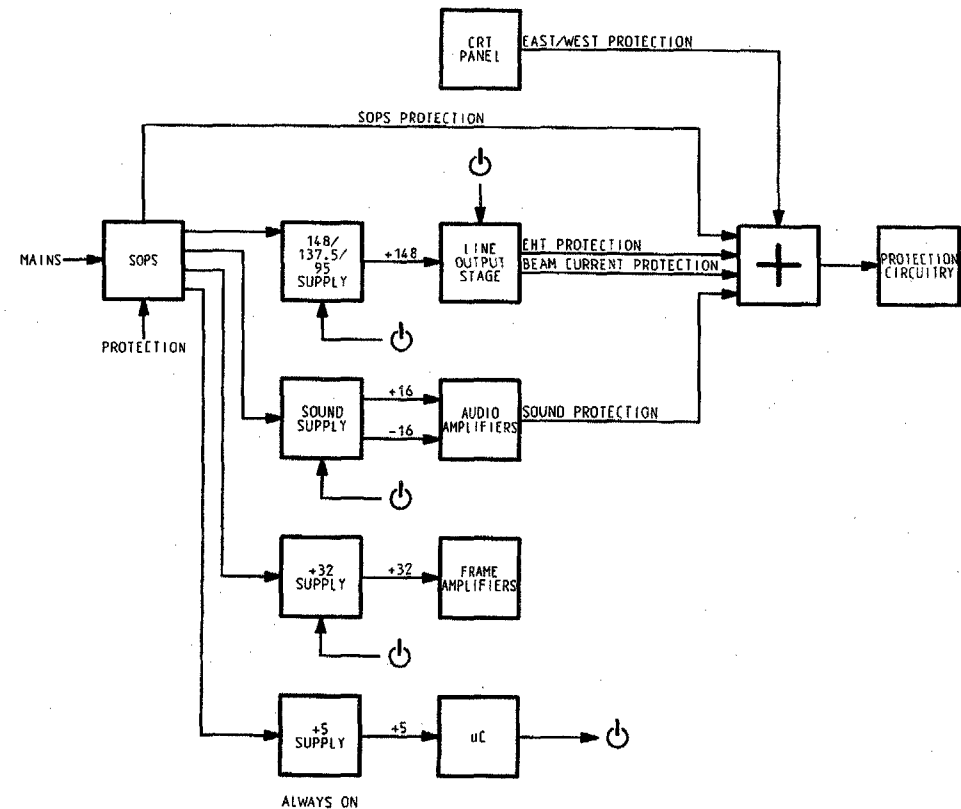 CRT
PANEL
EAST/WEST PROTECTION
SOPS PROTECTION
MAINS
SOPS
148/
137.5/
95
SUPPLY
+148
LINE
OUTPUT
STAGE
EHT PROTECTION
BEAM CURRENT PROTECTION
+
PROTECTION
CIRCUITRY
PROTECTION
SOUND
SUPPLY
+16
-16
AUDIO
AMPLIFIERS
SOUND PROTECTION
+32
SUPPLY
+32
FRAME
AMPLIFIERS
+5
SUPPLY
+5
uC
ALWAYS ON